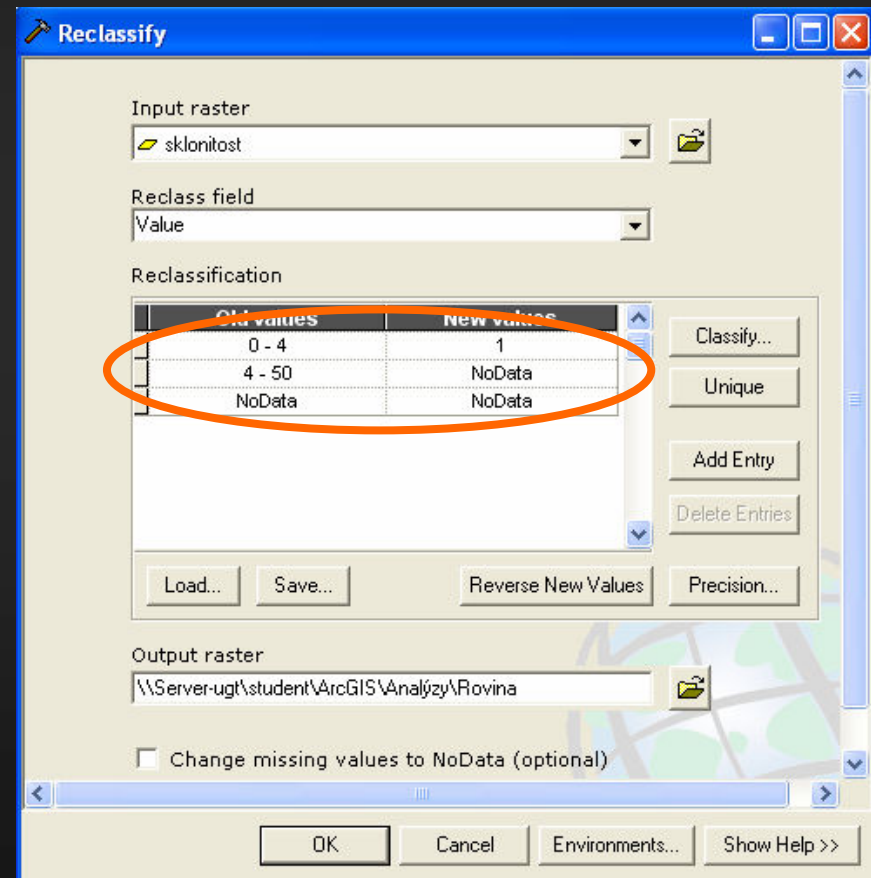 Reclassify
Input raster
sklonitost
Reclass field
Value
Reclassification
Old values New values
0 - 4 1
4 - 50 NoData
NoData NoData
Classify...
Unique
Add Entry
Delete Entries
Load... Save... Reverse New Values Precision...
Output raster
\\Server-ugt\student\ArcGIS\Analýzy\Rovina
Change missing values to NoData (optional)
OK Cancel Environments... Show Help >>